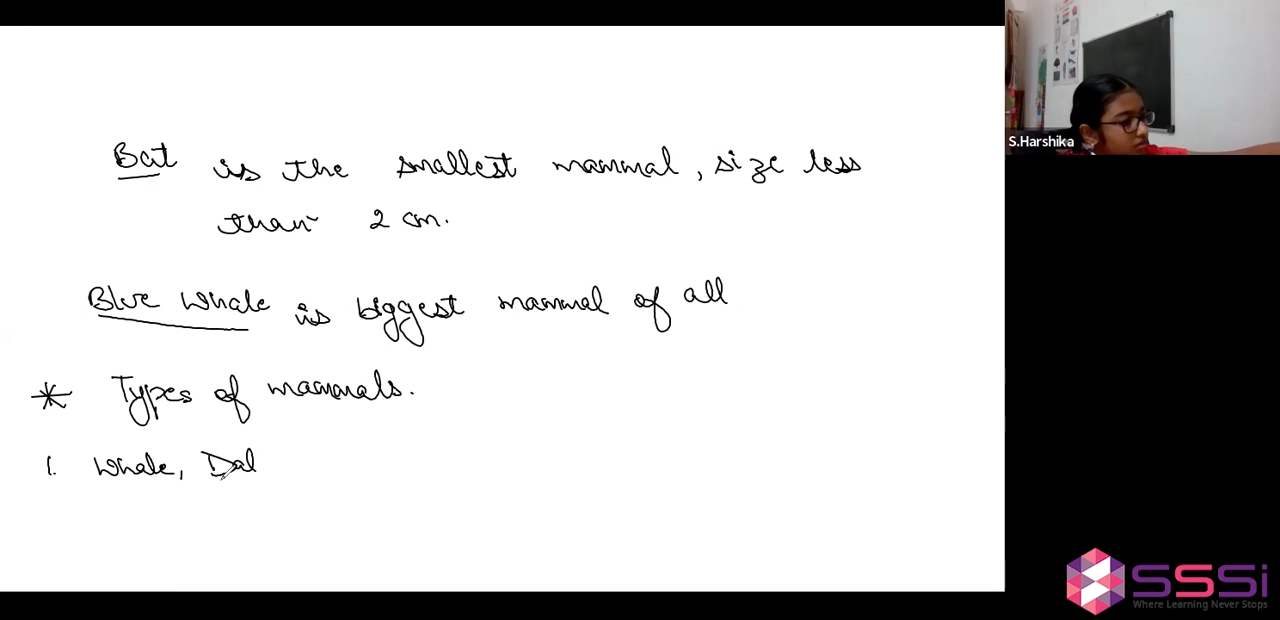 Bat is the smallest mammal, size less
than 2 cm.
Blue Whale is biggest mammal of all
* Types of mammals.
1. Whale, Dal
S.Harshika
SSSi
Where Learning Never Stops